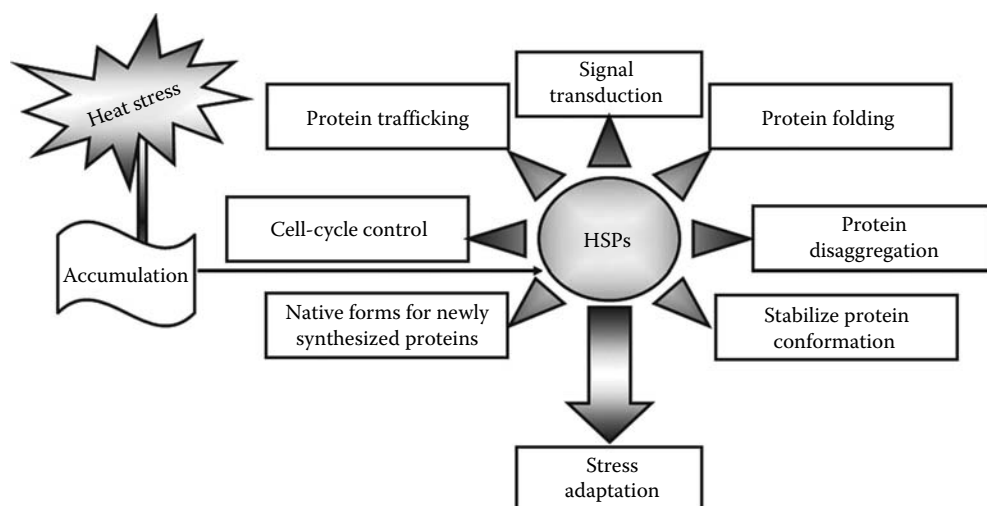 Heat stress
Signal
transduction
Protein trafficking
Protein folding
Cell-cycle control
HSPs
Protein
disaggregation
Accumulation
Native forms for newly
synthesized proteins
Stabilize protein
conformation
Stress
adaptation